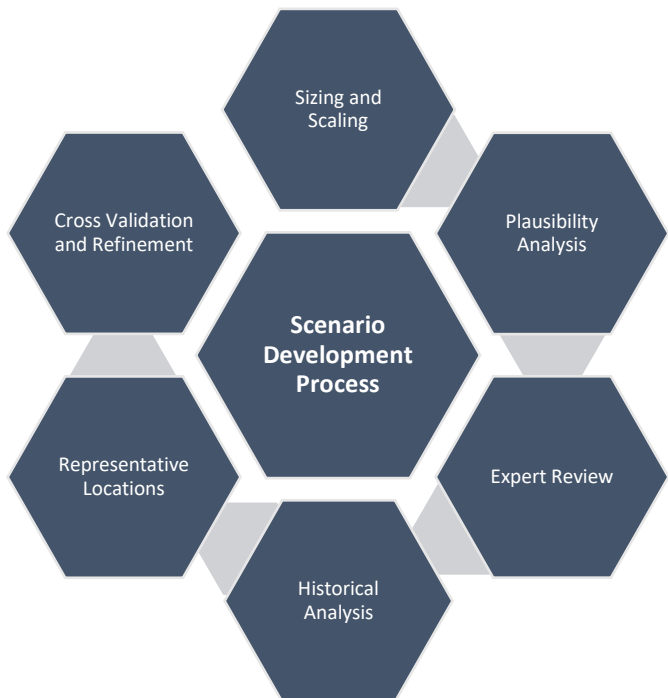 Sizing and
Scaling
Plausibility
Analysis
Expert Review
Historical
Analysis
Representative
Locations
Cross Validation
and Refinement
Scenario
Development
Process